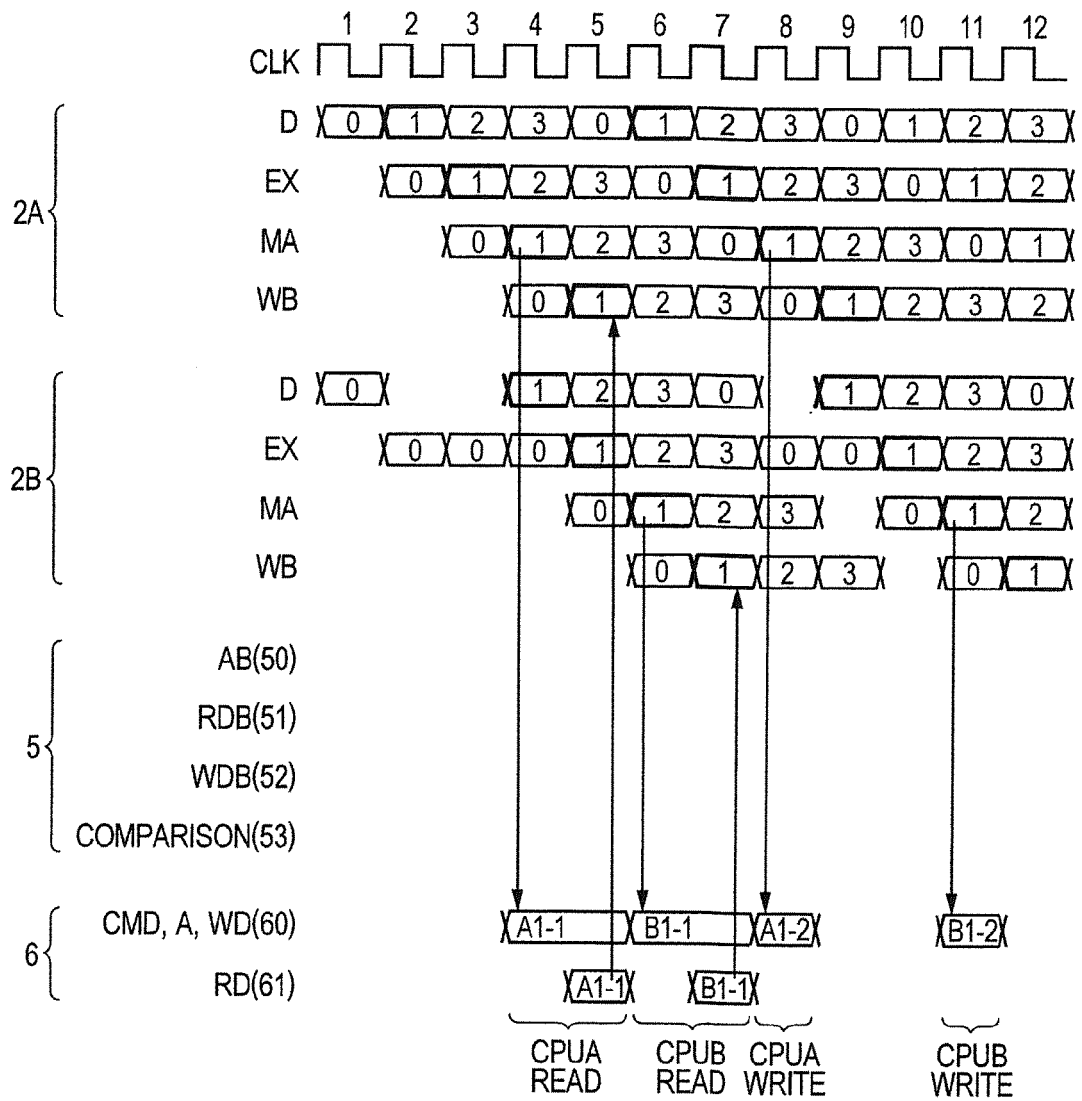 1 2 3 4 5 6 7 8 9 10 11 12
CLK
2A
D 0 1 2 3 0 1 2 3 0 1 2 3
EX 0 1 2 3 0 1 2 3 0 1 2
MA 0 1 2 3 0 1 2 3 0 1
WB 0 1 2 3 0 1 2 3 2
2B
D 0 1 2 3 0 1 2 3 0
EX 0 0 0 1 2 3 0 0 1 2 3
MA 0 1 2 3 0 1 2
WB 0 1 2 3 0 1
5
AB(50)
RDB(51)
WDB(52)
COMPARISON(53)
6
CMD, A, WD(60) A1-1 B1-1 A1-2 B1-2
RD(61) A1-1 B1-1
CPUA CPUB CPUA CPUB
READ READ WRITE WRITE